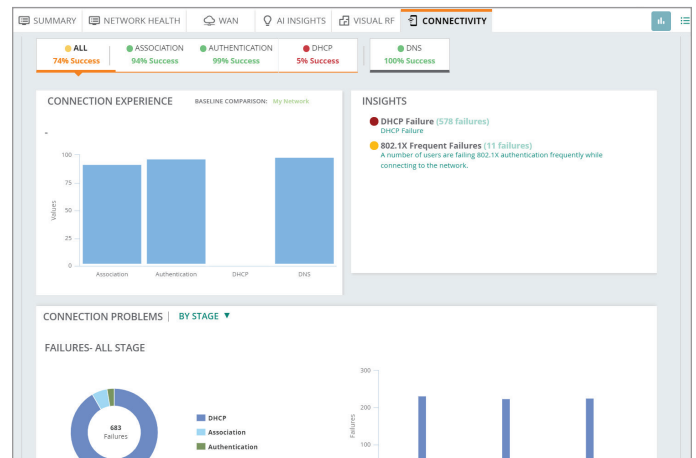 SUMMARY NETWORK HEALTH WAN AI INSIGHTS VISUAL RF CONNECTIVITY
ALL ASSOCIATION AUTHENTICATION DHCP DNS
74% Success 94% Success 99% Success 5% Success 100% Success
CONNECTION EXPERIENCE BASELINE COMPARISON: My Network
-
100
75
50
25
0
Values
Association Authentication DHCP DNS
INSIGHTS
DHCP Failure (578 failures)
DHCP Failure
802.1X Frequent Failures (11 failures)
A number of users are failing 802.1X authentication frequently while
connecting to the network.
CONNECTION PROBLEMS | BY STAGE ▼
FAILURES- ALL STAGE
683
Failures
DHCP
Association
Authentication
300
200
100
Failures